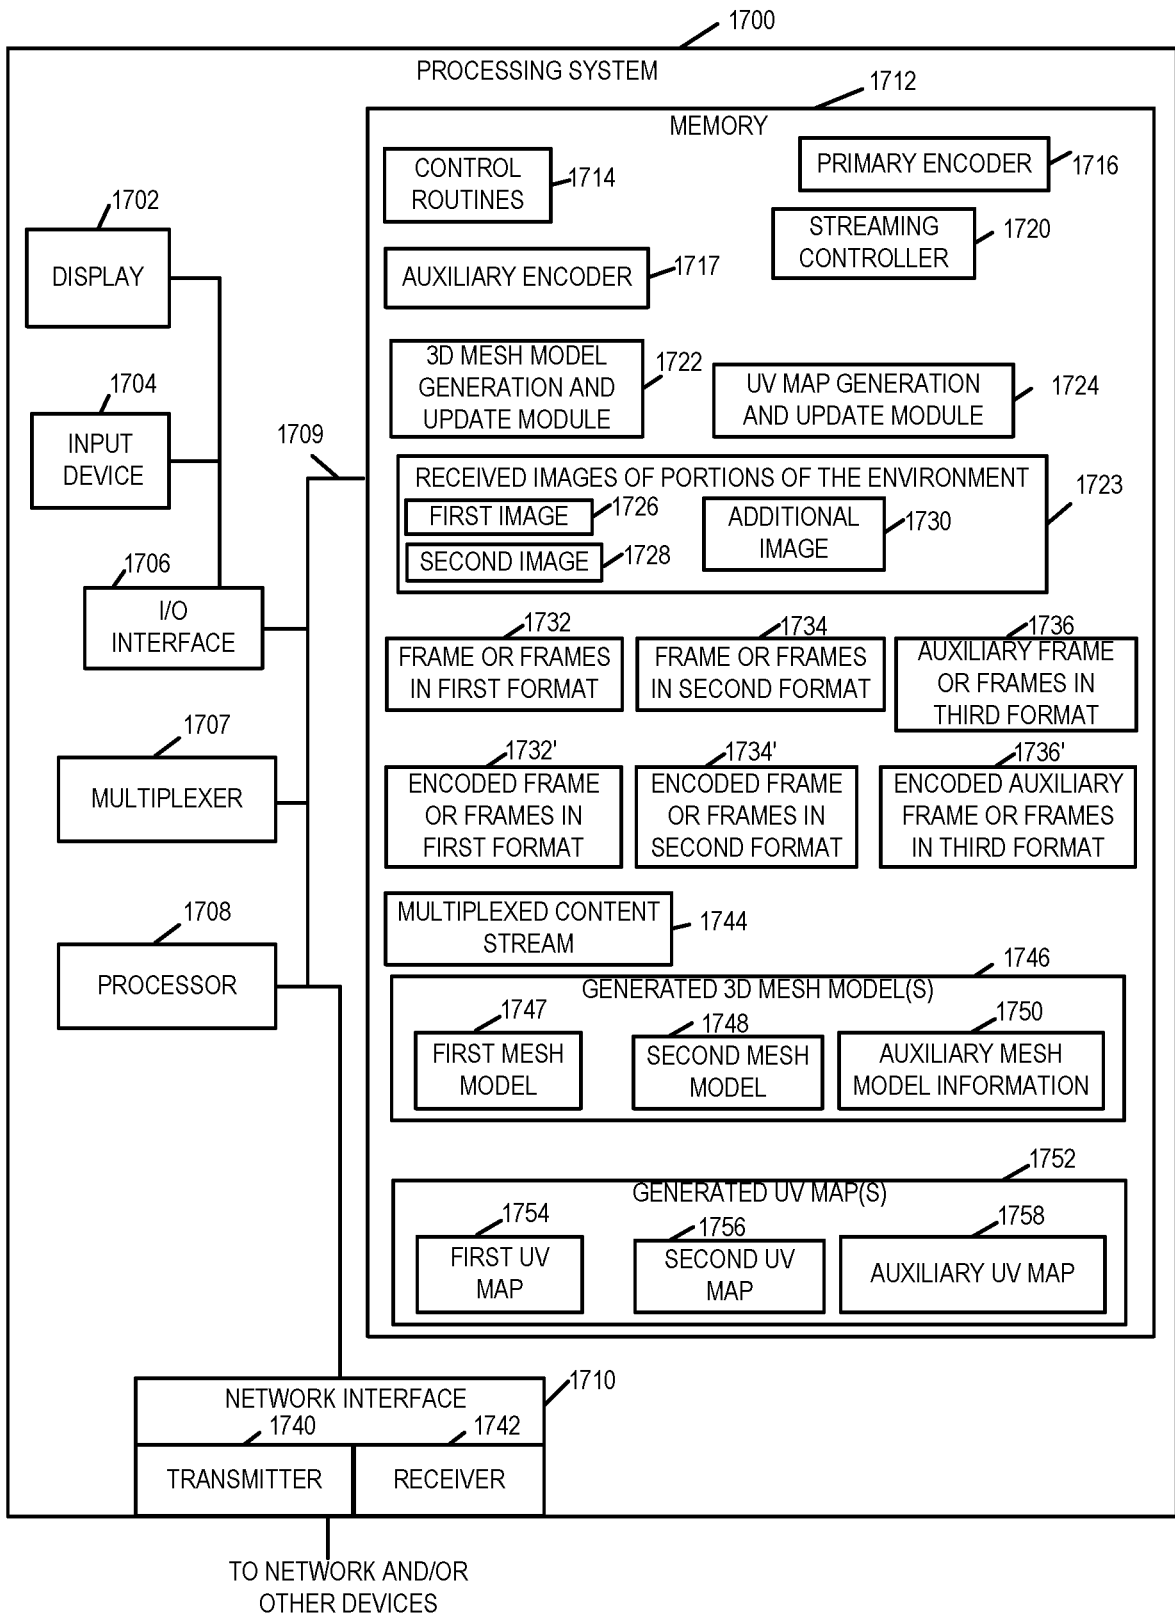 1700
PROCESSING SYSTEM
1712
MEMORY
CONTROL
ROUTINES
1714
PRIMARY ENCODER
1716
STREAMING
CONTROLLER
1720
AUXILIARY ENCODER
1717
1702
DISPLAY
1704
INPUT
DEVICE
1709
1706
I/O
INTERFACE
1707
MULTIPLEXER
1708
PROCESSOR
3D MESH MODEL
GENERATION AND
UPDATE MODULE
1722
UV MAP GENERATION
AND UPDATE MODULE
1724
RECEIVED IMAGES OF PORTIONS OF THE ENVIRONMENT
1723
FIRST IMAGE
1726
SECOND IMAGE
1728
ADDITIONAL
IMAGE
1730
1732
FRAME OR FRAMES
IN FIRST FORMAT
1734
FRAME OR FRAMES
IN SECOND FORMAT
1736
AUXILIARY FRAME
OR FRAMES IN
THIRD FORMAT
1732'
ENCODED FRAME
OR FRAMES IN
FIRST FORMAT
1734'
ENCODED FRAME
OR FRAMES IN
SECOND FORMAT
1736'
ENCODED AUXILIARY
FRAME OR FRAMES
IN THIRD FORMAT
MULTIPLEXED CONTENT
STREAM
1744
1746
GENERATED 3D MESH MODEL(S)
1747
FIRST MESH
MODEL
1748
SECOND MESH
MODEL
1750
AUXILIARY MESH
MODEL INFORMATION
1752
GENERATED UV MAP(S)
1754
FIRST UV
MAP
1756
SECOND UV
MAP
1758
AUXILIARY UV MAP
NETWORK INTERFACE
1710
1740
TRANSMITTER
1742
RECEIVER
TO NETWORK AND/OR
OTHER DEVICES